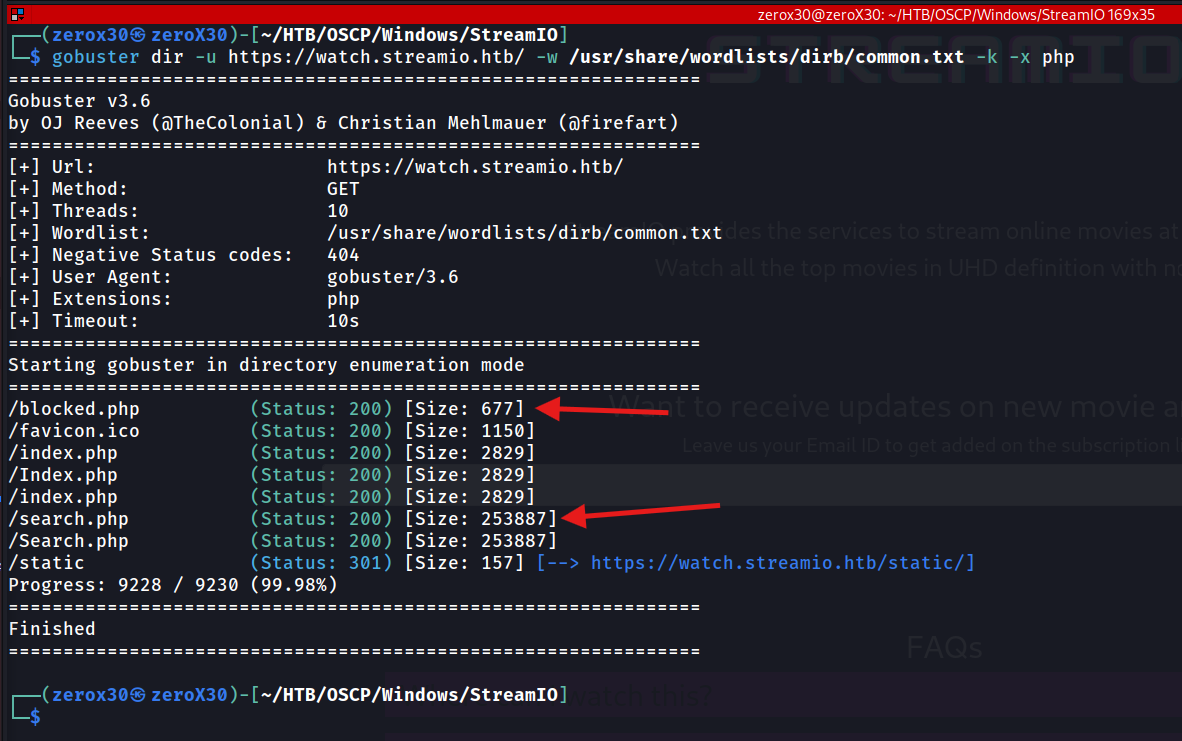 zerox30@zeroX30: ~/HTB/OSCP/Windows/StreamIO 169x35
┌──(zerox30㉿zeroX30)-[~/HTB/OSCP/Windows/StreamIO]
└─$ gobuster dir -u https://watch.streamio.htb/ -w /usr/share/wordlists/dirb/common.txt -k -x php
STREAMIO
===============================================================
Gobuster v3.6
by OJ Reeves (@TheColonial) & Christian Mehlmauer (@firefart)
===============================================================
[+] Url:                     https://watch.streamio.htb/
[+] Method:                  GET
[+] Threads:                 10
[+] Wordlist:                /usr/share/wordlists/dirb/common.txt
des the services to stream online movies at
[+] Negative Status codes:   404
Watch all the top movies in UHD definition with no
[+] User Agent:              gobuster/3.6
[+] Extensions:              php
[+] Timeout:                 10s
===============================================================
Starting gobuster in directory enumeration mode
===============================================================
/blocked.php          (Status: 200) [Size: 677]
Want to receive updates on new movie a
/favicon.ico          (Status: 200) [Size: 1150]
/index.php            (Status: 200) [Size: 2829]
Leave us your Email ID to get added on the subscription l
/Index.php            (Status: 200) [Size: 2829]
/index.php            (Status: 200) [Size: 2829]
/search.php           (Status: 200) [Size: 253887]
/Search.php           (Status: 200) [Size: 253887]
/static               (Status: 301) [Size: 157] [--> https://watch.streamio.htb/static/]
Progress: 9228 / 9230 (99.98%)
===============================================================
Finished
===============================================================
FAQs
┌──(zerox30㉿zeroX30)-[~/HTB/OSCP/Windows/StreamIO]
watch this?
└─$